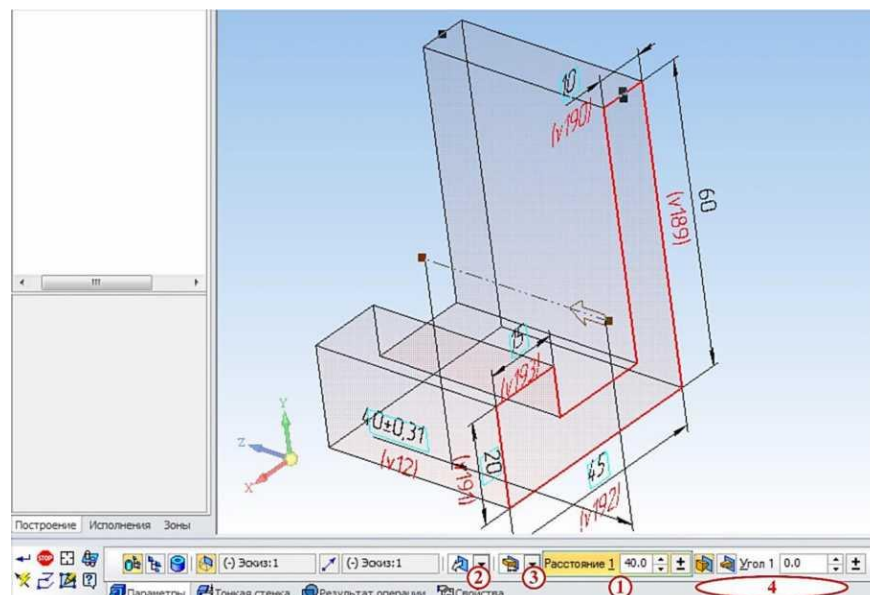 10
(v190)
60
(v189)
15
(v193)
40±0,31
(v12)
20
(v191)
45
(v192)
Y
Z
X
Построение Исполнения Зоны
STOP
(-) Эскиз:1 (-) Эскиз:1 Расстояние 1 40.0 Угол 1 0.0
2 3 1 4
Параметры Тонкая стенка Результат операции Свойства